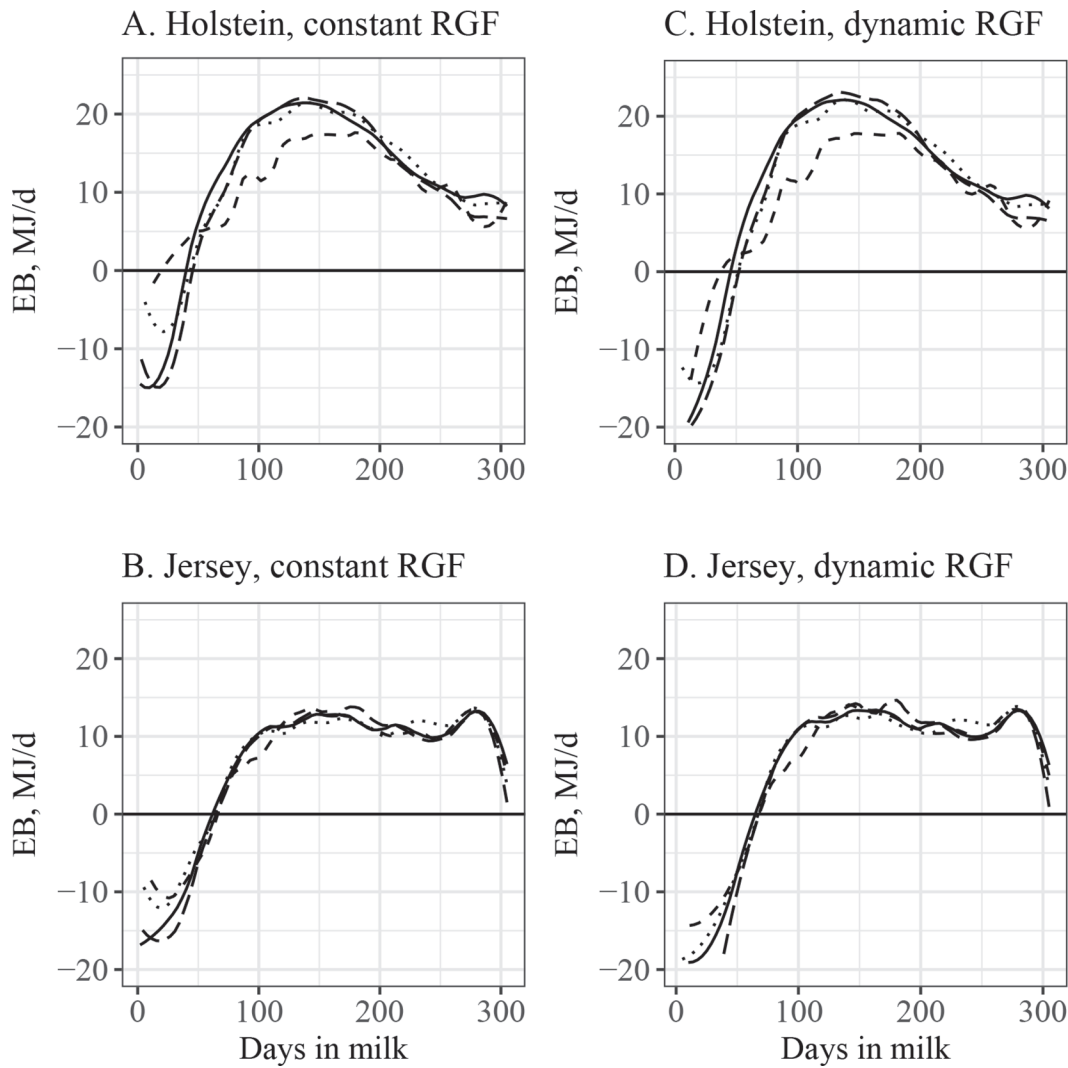 A. Holstein, constant RGF
EB, MJ/d
20
10
0
−10
−20
0 100 200 300
C. Holstein, dynamic RGF
EB, MJ/d
20
10
0
−10
−20
0 100 200 300
B. Jersey, constant RGF
EB, MJ/d
20
10
0
−10
−20
0 100 200 300
Days in milk
D. Jersey, dynamic RGF
EB, MJ/d
20
10
0
−10
−20
0 100 200 300
Days in milk